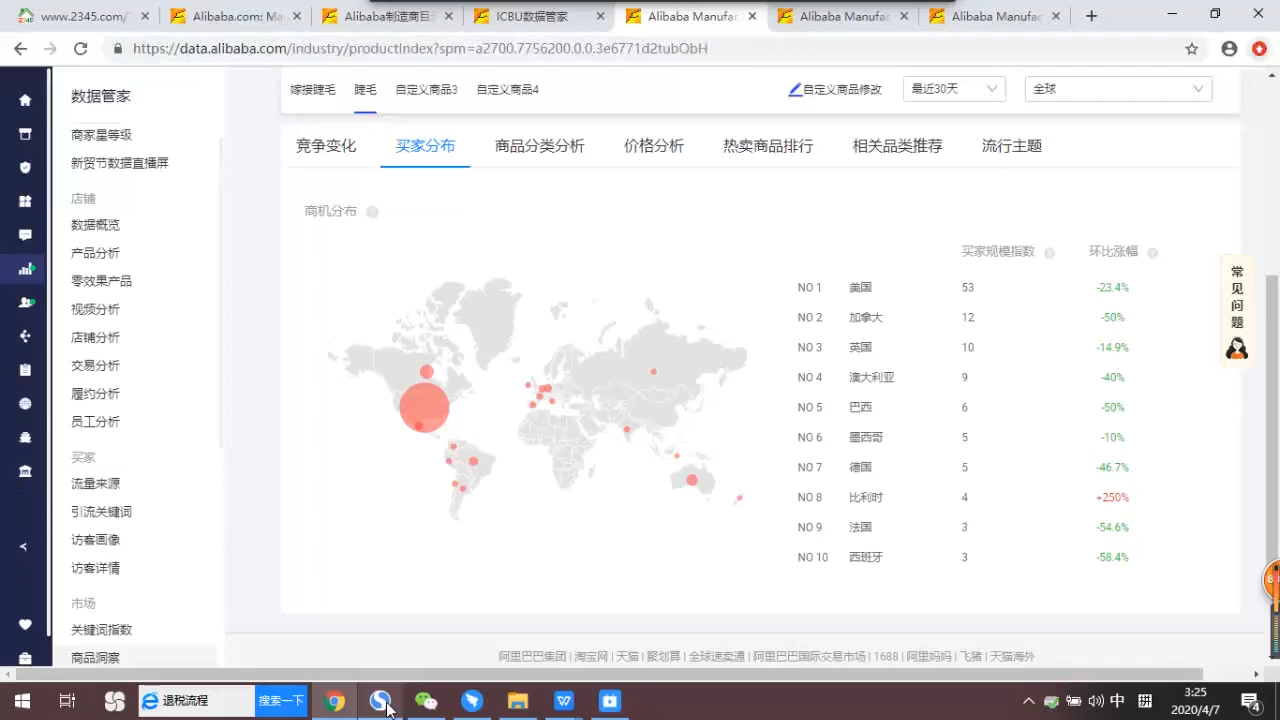 www.2345.com/T
Alibaba.com: Ma
Alibaba制造商目录
ICBU数据管家
Alibaba Manufac
Alibaba Manufac
Alibaba Manufac
https://data.alibaba.com/industry/productIndex?spm=a2700.7756200.0.0.3e6771d2tubObH
数据管家
商家星等级
新贸节数据直播屏
店铺
数据概览
产品分析
零效果产品
视频分析
店铺分析
交易分析
履约分析
员工分析
买家
流量来源
引流关键词
访客画像
访客详情
市场
关键词指数
商品洞察
嫁接睫毛 睫毛 自定义商品3 自定义商品4 自定义商品修改 最近30天 全球
竞争变化 买家分布 商品分类分析 价格分析 热卖商品排行 相关品类推荐 流行主题
商机分布
买家规模指数 环比涨幅
NO 1 美国 53 -23.4%
NO 2 加拿大 12 -50%
NO 3 英国 10 -14.9%
NO 4 澳大利亚 9 -40%
NO 5 巴西 6 -50%
NO 6 墨西哥 5 -10%
NO 7 德国 5 -46.7%
NO 8 比利时 4 +250%
NO 9 法国 3 -54.6%
NO 10 西班牙 3 -58.4%
常见问题
阿里巴巴集团 | 淘宝网 | 天猫 | 聚划算 | 全球速卖通 | 阿里巴巴国际交易市场 | 1688 | 阿里妈妈 | 飞猪 | 天猫海外
退税流程 搜索一下
中 拼
3:25
2020/4/7
4